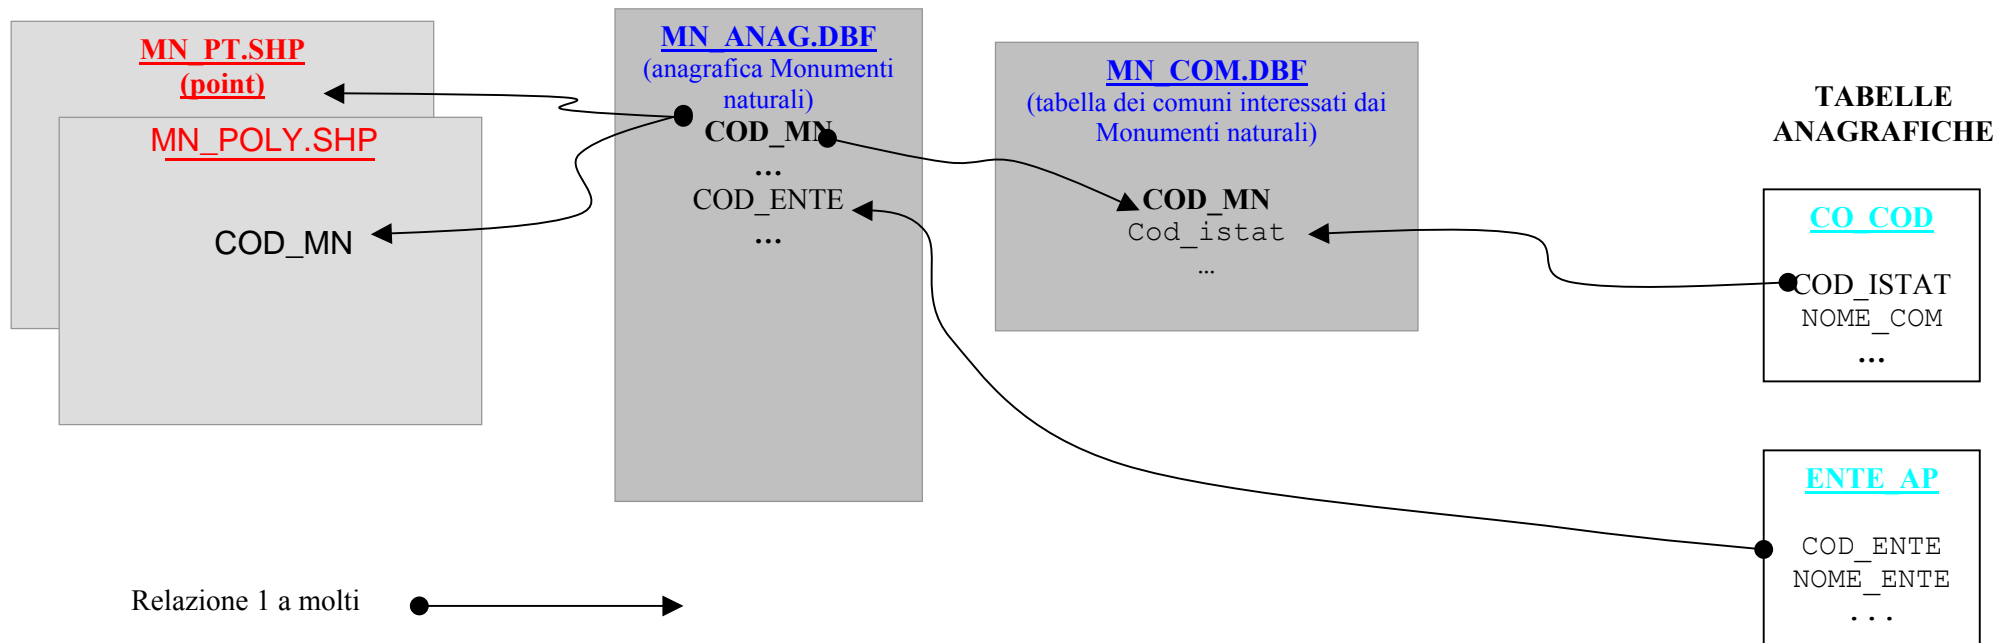 MN_PT.SHP
(point)
MN_POLY.SHP
COD_MN
MN_ANAG.DBF
(anagrafica Monumenti
naturali)
COD_MN
...
COD_ENTE
...
MN_COM.DBF
(tabella dei comuni interessati dai
Monumenti naturali)
COD_MN
Cod_istat
...
TABELLE
ANAGRAFICHE
CO_COD
COD_ISTAT
NOME_COM
...
ENTE_AP
COD_ENTE
NOME_ENTE
...
Relazione 1 a molti